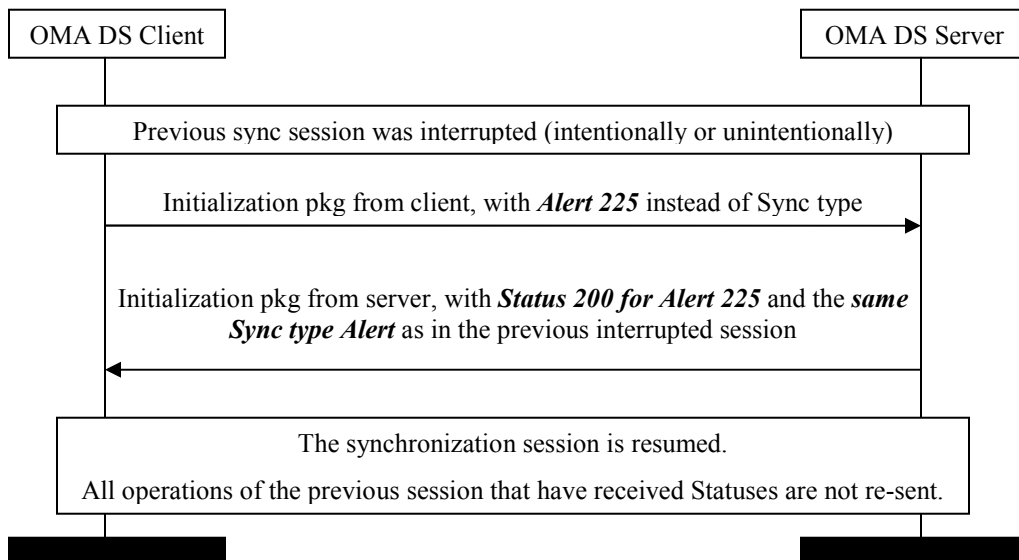 OMA DS Client
OMA DS Server
Previous sync session was interrupted (intentionally or unintentionally)
Initialization pkg from client, with Alert 225 instead of Sync type
Initialization pkg from server, with Status 200 for Alert 225 and the same
Sync type Alert as in the previous interrupted session
The synchronization session is resumed.
All operations of the previous session that have received Statuses are not re-sent.